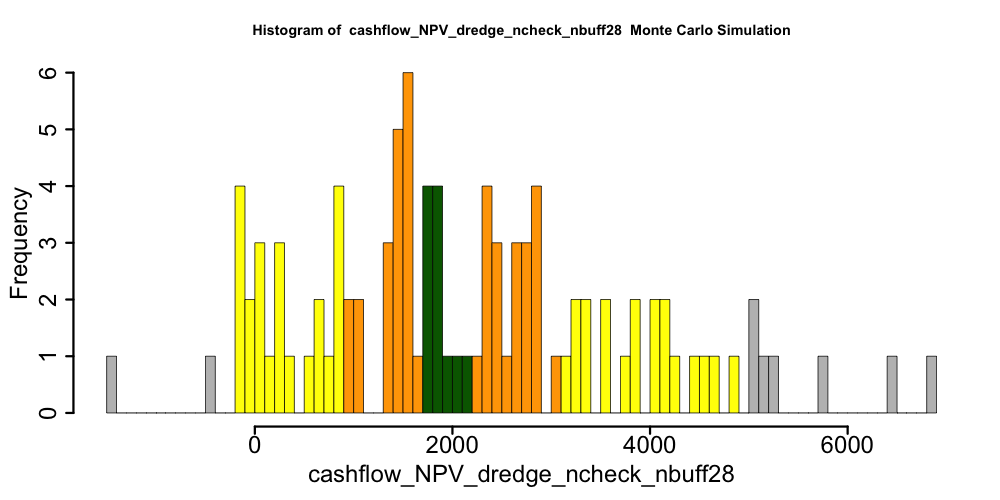 Histogram of  cashflow_NPV_dredge_ncheck_nbuff28  Monte Carlo Simulation
Frequency
6
5
4
3
2
1
0
0 2000 4000 6000
cashflow_NPV_dredge_ncheck_nbuff28